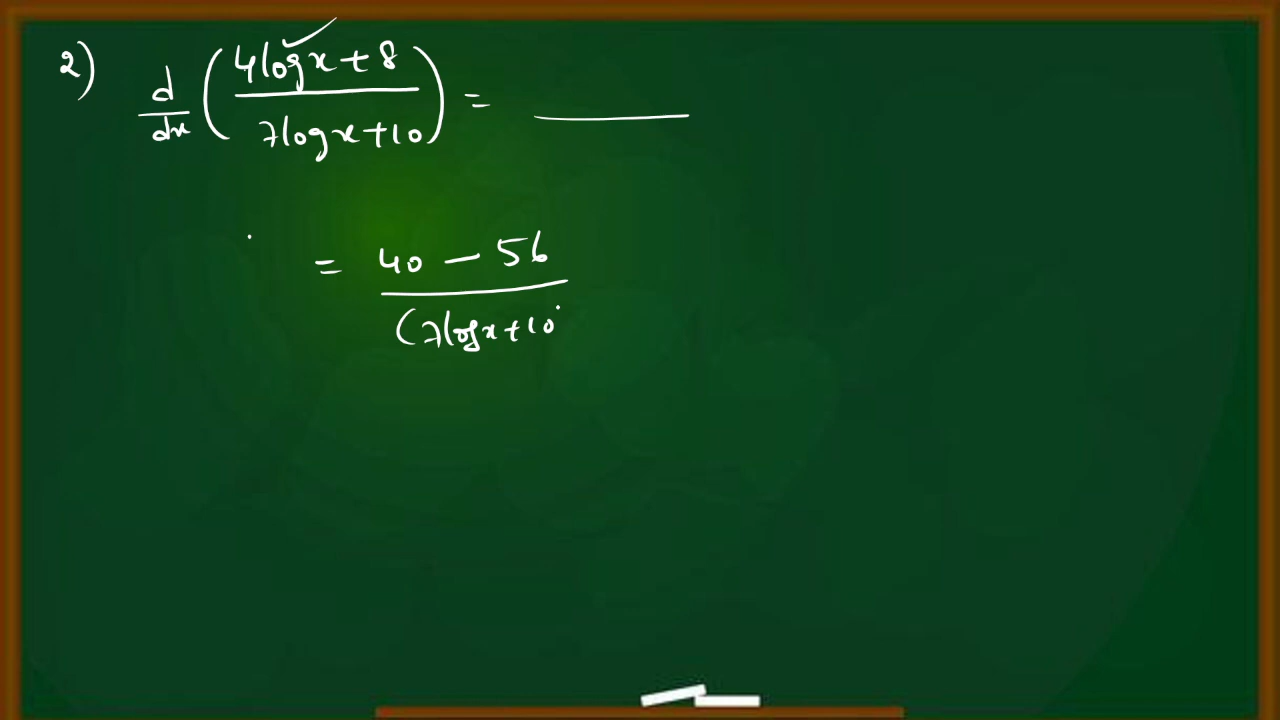 2) d/dx ( (4logx + 8) / (7logx + 10) ) = ______
= (40 - 56) / (7logx + 10